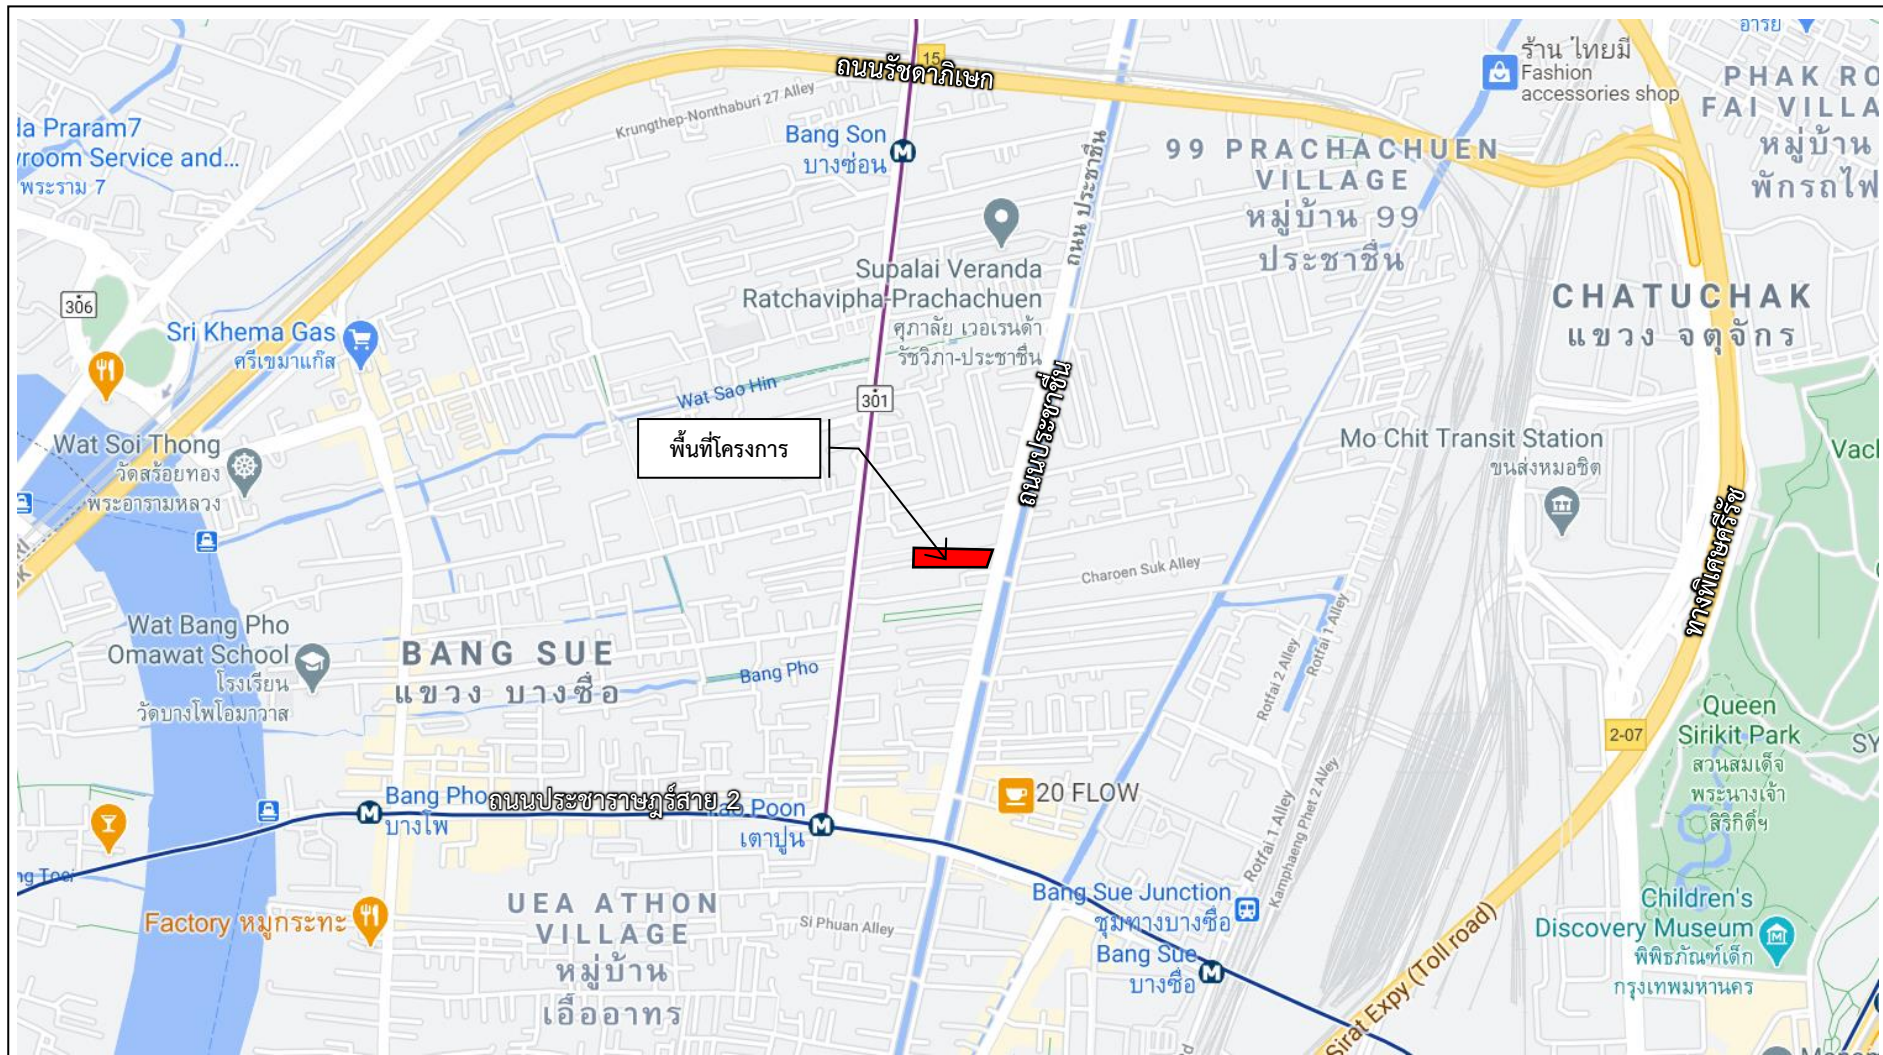 อารีย์
ร้าน ไทยมี
Fashion
accessories shop
15
ถนนรัชดาภิเษก
PHAK RO
FAI VILLA
หมู่บ้าน
พักรถไฟ
Krungthep-Nonthaburi 27 Alley
la Praram7
room Service and...
พระราม 7
Bang Son
บางซ่อน
ถนน ประชาชื่น
99 PRACHACHUEN
VILLAGE
หมู่บ้าน 99
ประชาชื่น
Supalai Veranda
Ratchavipha-Prachachuen
ศุภาลัย เวอเรนด้า
รัชวิภา-ประชาชื่น
CHATUCHAK
แขวง จตุจักร
306
Sri Khema Gas
ศรีเขมาแก๊ส
Wat Sao Hin
301
ถนนประชาชื่น
พื้นที่โครงการ
Wat Soi Thong
วัดสร้อยทอง
พระอารามหลวง
Mo Chit Transit Station
ขนส่งหมอชิต
Vacl
ทางพิเศษศรีรัช
Charoen Suk Alley
Wat Bang Pho
Omawat School
โรงเรียน
วัดบางโพโอมาวาส
BANG SUE
แขวง บางซื่อ
Bang Pho
Rotfai 2 Alley
Rotfai 1 Alley
2-07
Queen
Sirikit Park
สวนสมเด็จ
พระนางเจ้า
สิริกิติ์ฯ
SY
Bang Pho
บางโพ
ถนนประชาราษฎร์สาย 2
Tao Poon
เตาปูน
20 FLOW
Rotfai 1 Alley
Kamphaeng Phet 2 Alley
ng Toei
Factory หมูกระทะ
UEA ATHON
VILLAGE
หมู่บ้าน
เอื้ออาทร
Si Phuan Alley
Bang Sue Junction
ชุมทางบางซื่อ
Bang Sue
บางซื่อ
Sirat Expy (Toll road)
Children's
Discovery Museum
พิพิธภัณฑ์เด็ก
กรุงเทพมหานคร